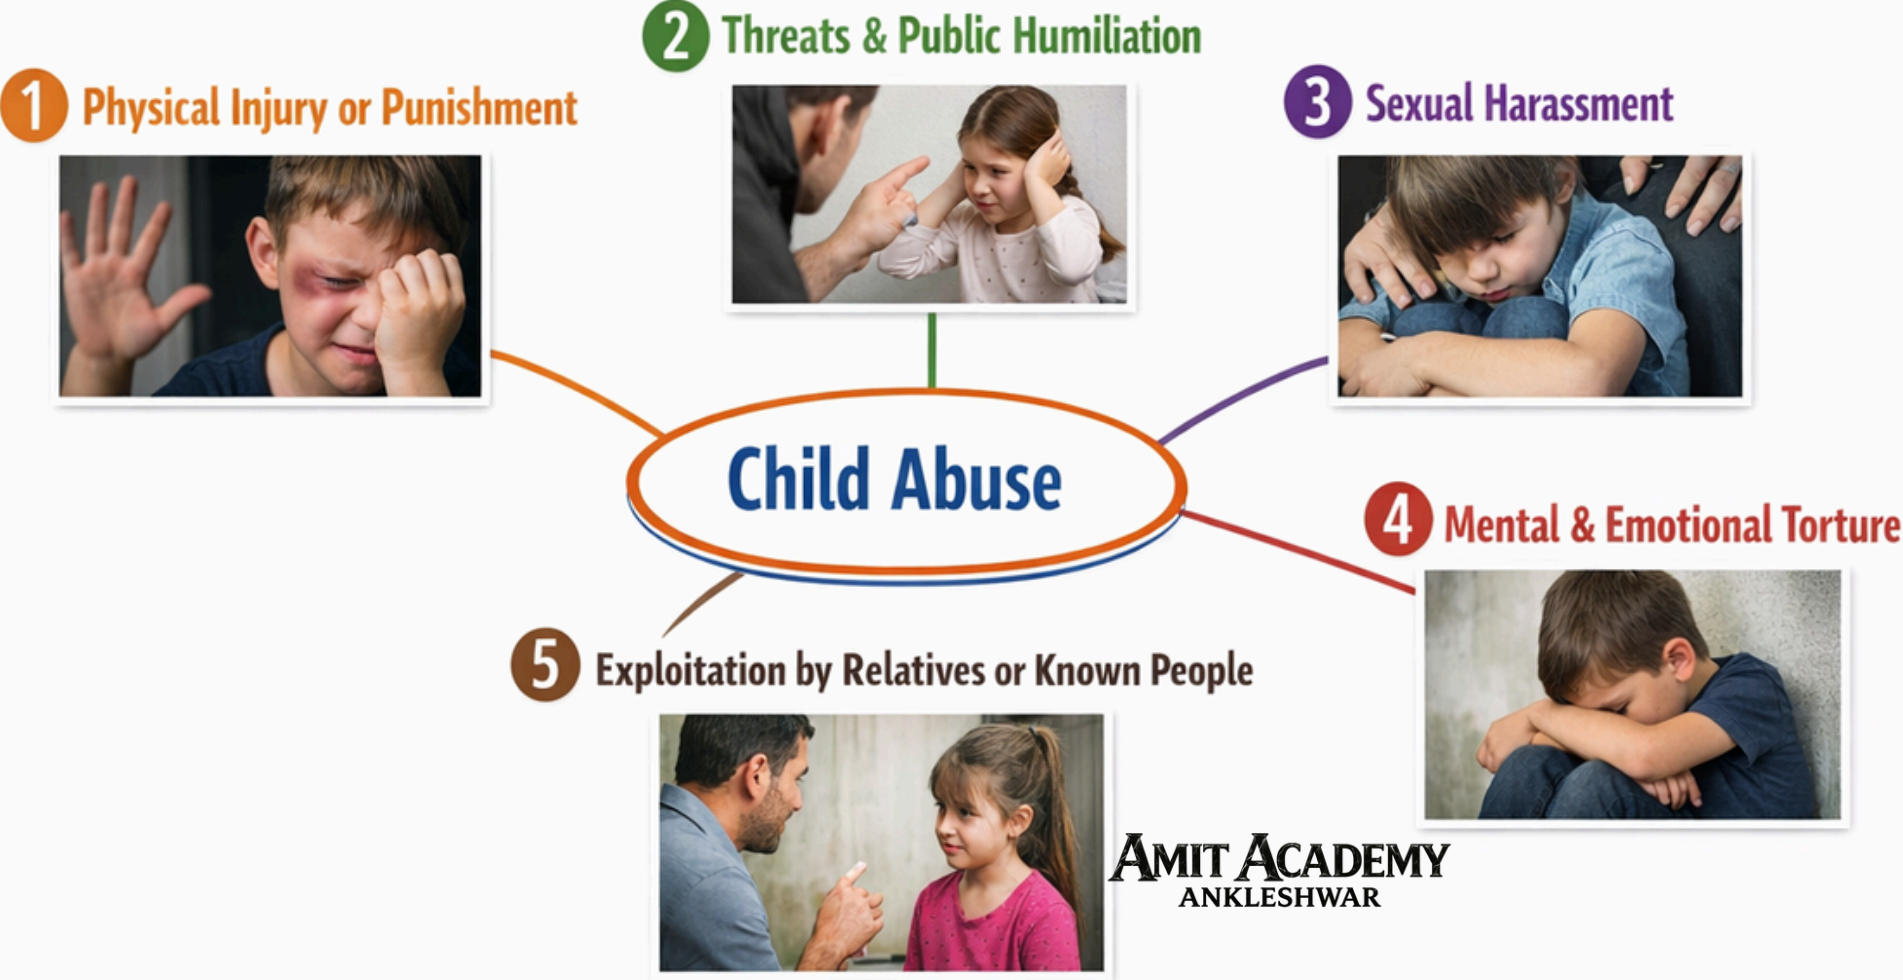 1 Physical Injury or Punishment
2 Threats & Public Humiliation
3 Sexual Harassment
Child Abuse
4 Mental & Emotional Torture
5 Exploitation by Relatives or Known People
AMIT ACADEMY
ANKLESHWAR